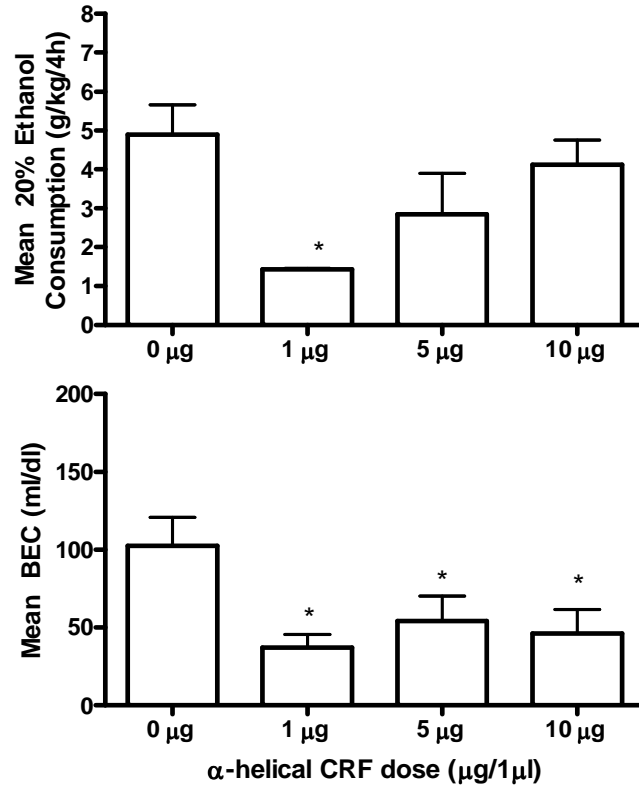 Mean 20% Ethanol
Consumption (g/kg/4h)
8
7
6
5
4
3
2
1
0
*
0 µg 1 µg 5 µg 10 µg
Mean BEC (ml/dl)
200
150
100
50
0
* * *
0 µg 1 µg 5 µg 10 µg
α-helical CRF dose (µg/1µl)